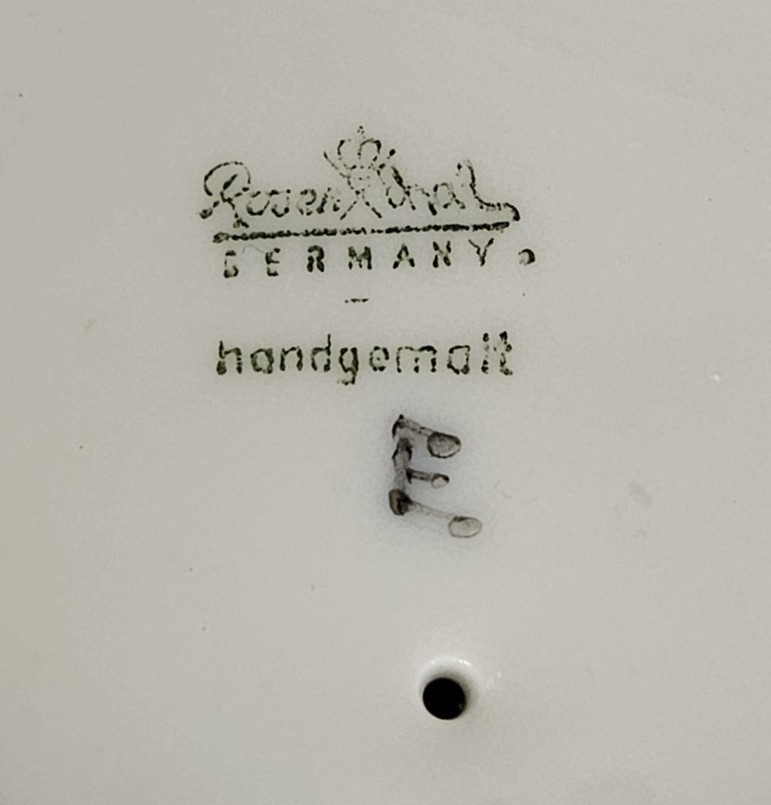 Rosenthal
GERMANY.
handgemalt
E